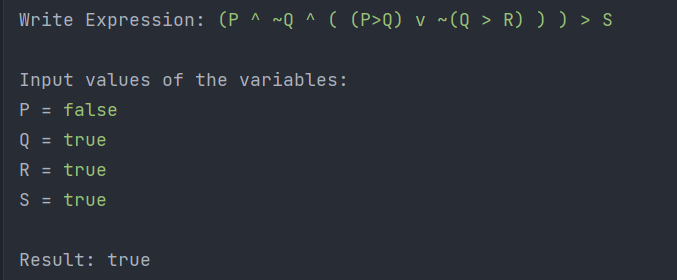 Write Expression: (P ^ ~Q ^ ( (P>Q) v ~(Q > R) ) ) > S
Input values of the variables:
P = false
Q = true
R = true
S = true
Result: true